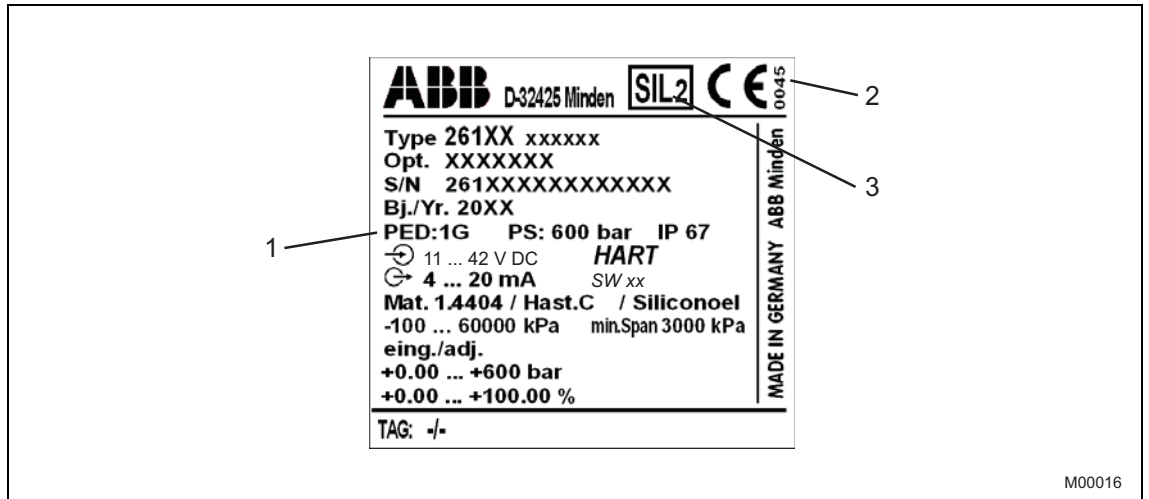 ABB D-32425 Minden SIL2 CE 0045
Type 261XX xxxxxx
Opt. XXXXXXX
S/N 261XXXXXXXXXXXX
Bj./Yr. 20XX
PED:1G PS: 600 bar IP 67
11 ... 42 V DC HART
4 ... 20 mA SW xx
Mat. 1.4404 / Hast.C / Siliconoel
-100 ... 60000 kPa min.Span 3000 kPa
eing./adj.
+0.00 ... +600 bar
+0.00 ... +100.00 %
TAG: -/-
MADE IN GERMANY ABB Minden
1
2
3
M00016